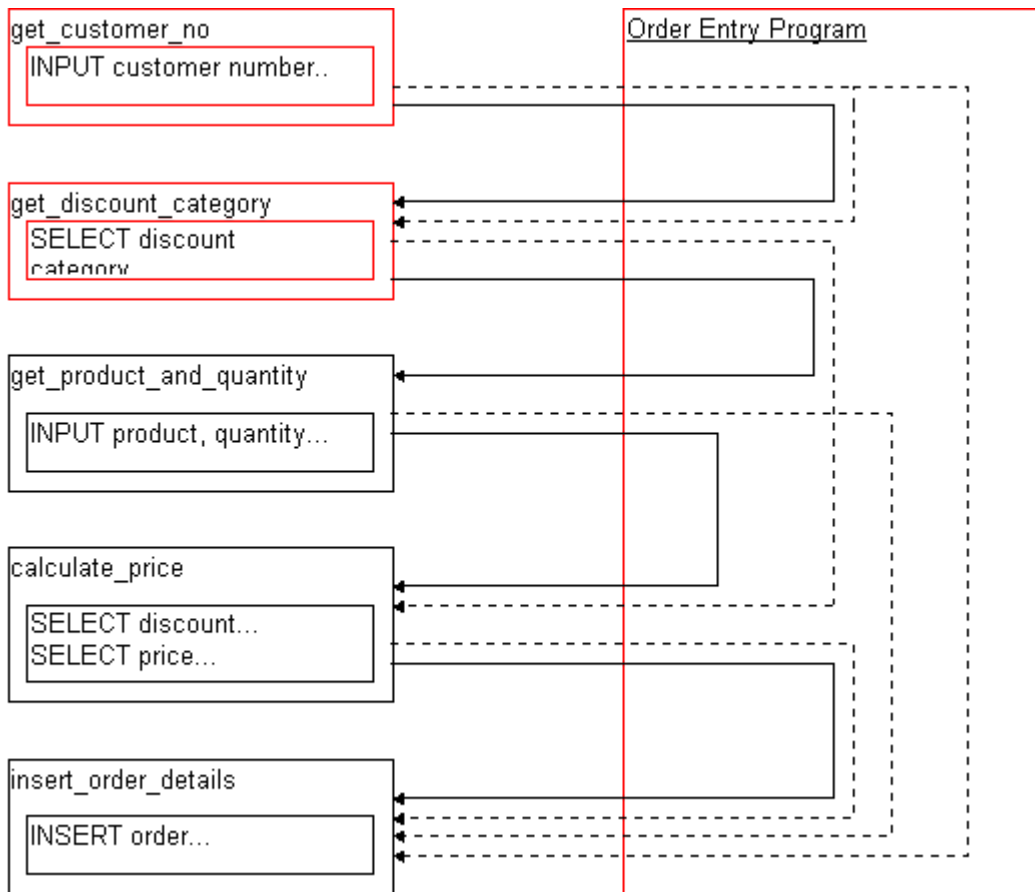 get_customer_no
INPUT customer number..
Order Entry Program
get_discount_category
SELECT discount
category
get_product_and_quantity
INPUT product, quantity...
calculate_price
SELECT discount...
SELECT price...
insert_order_details
INSERT order...